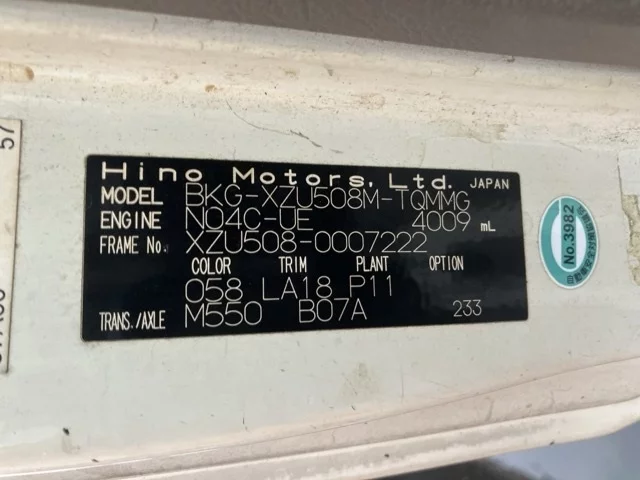 Hino Motors, Ltd. JAPAN
MODEL BKG-XZU508M-TQMMG
ENGINE N04C-UE 4009 mL
FRAME No. XZU508-0007222
COLOR TRIM PLANT OPTION
058 LA18 P11
TRANS./AXLE M550 B07A 233
No.3982
57